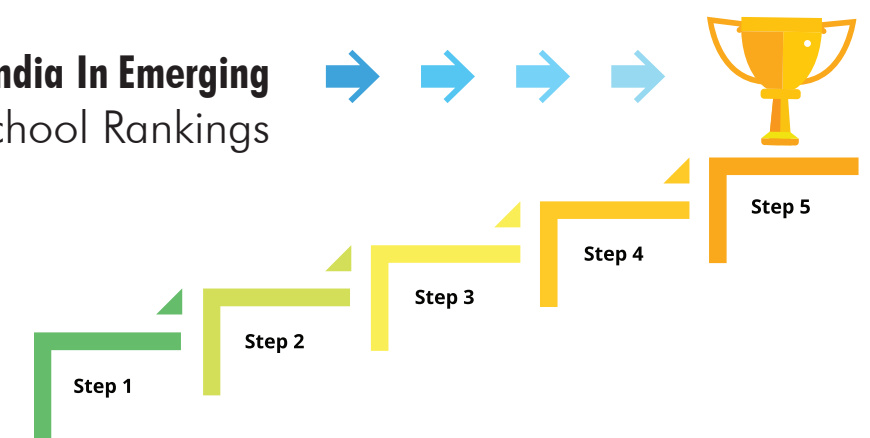 ndia In Emerging
chool Rankings
Step 1
Step 2
Step 3
Step 4
Step 5